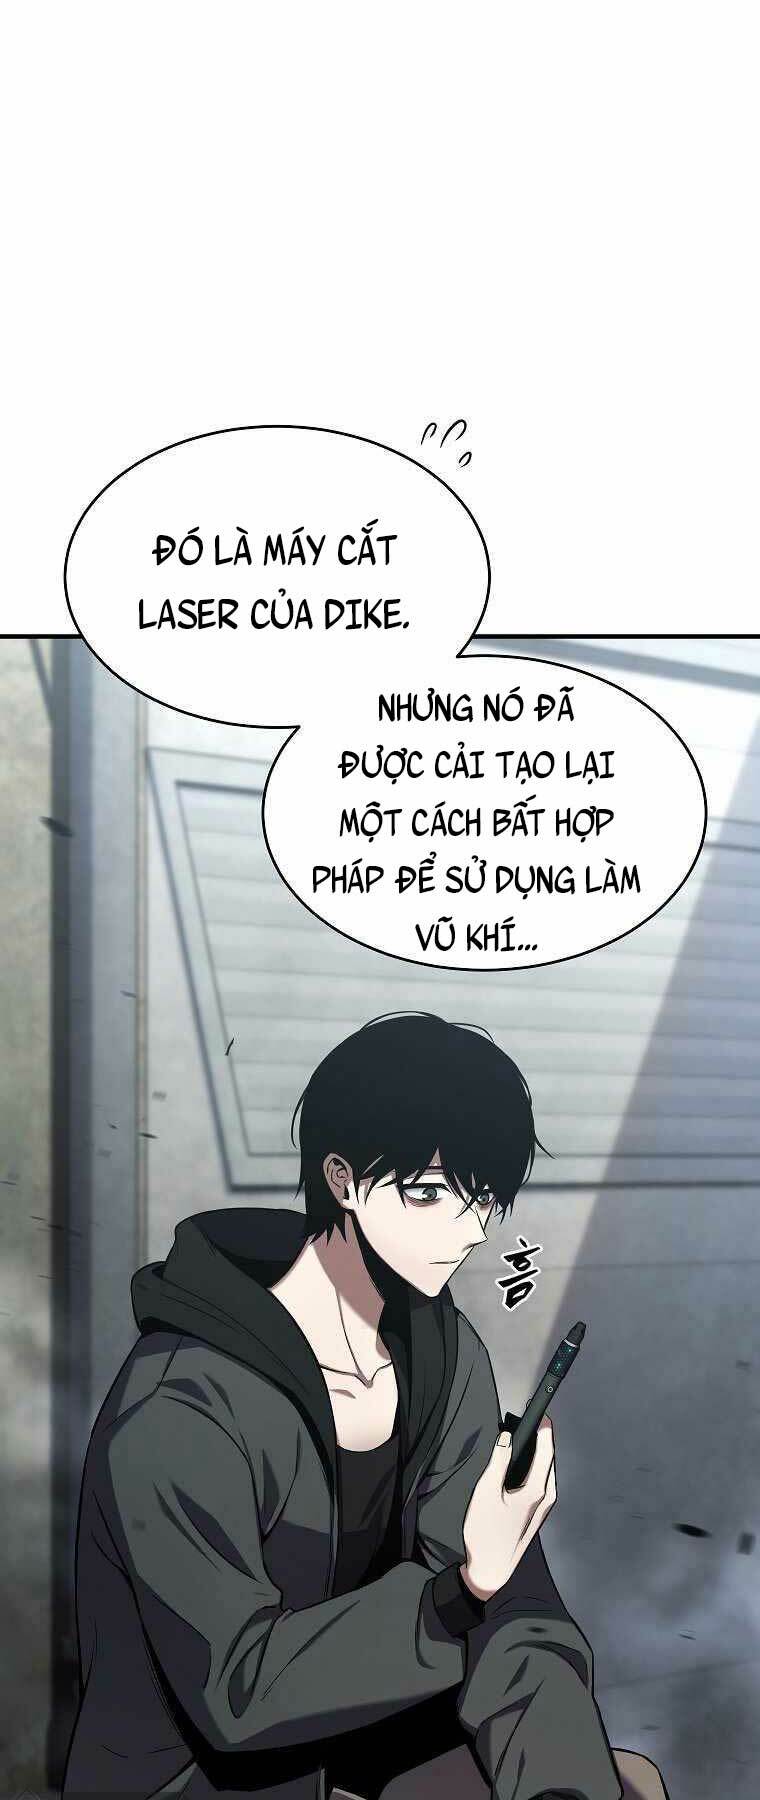 ĐÓ LÀ MÁY CẮT
LASER CỦA DIKE.
NHƯNG NÓ ĐÃ
ĐƯỢC CẢI TẠO LẠI
MỘT CÁCH BẤT HỢP
PHÁP ĐỂ SỬ DỤNG LÀM
VŨ KHÍ...
흠